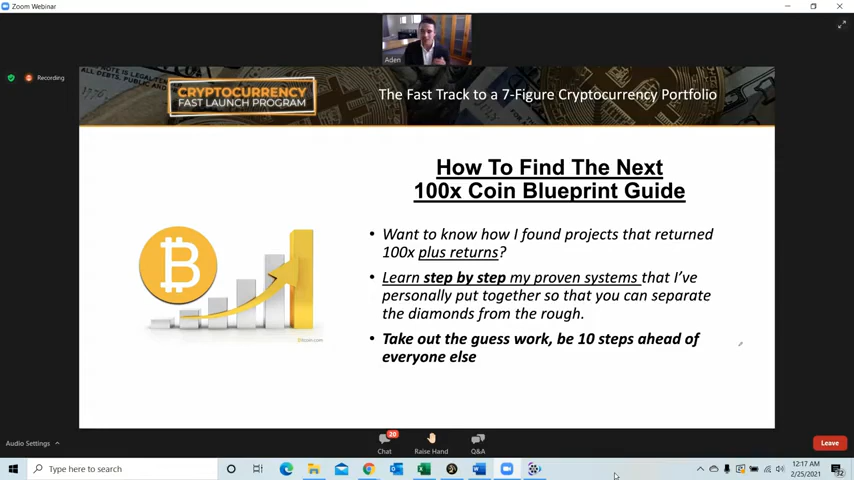 Zoom Webinar
Aden
Recording
CRYPTOCURRENCY
FAST LAUNCH PROGRAM
The Fast Track to a 7-Figure Cryptocurrency Portfolio
How To Find The Next
100x Coin Blueprint Guide
• Want to know how I found projects that returned
100x plus returns?
• Learn step by step my proven systems that I've
personally put together so that you can separate
the diamonds from the rough.
• Take out the guess work, be 10 steps ahead of
everyone else
Audio Settings
20
Chat
Raise Hand
Q&A
Leave
Type here to search
12:17 AM
2/25/2021